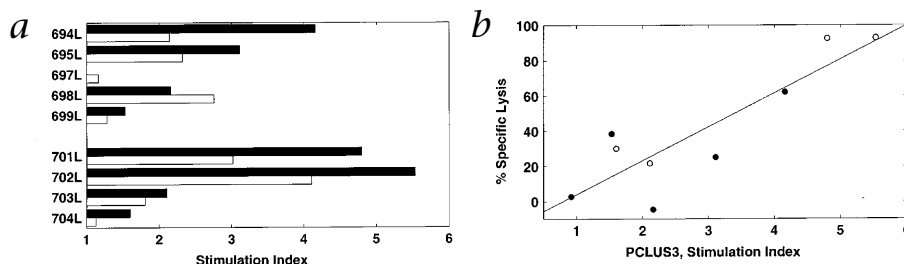 a
694L
695L
697L
698L
699L
701L
702L
703L
704L
1 2 3 4 5 6
Stimulation Index
b
100
80
60
40
20
0
% Specific Lysis
1 2 3 4 5 6
PCLUS3, Stimulation Index